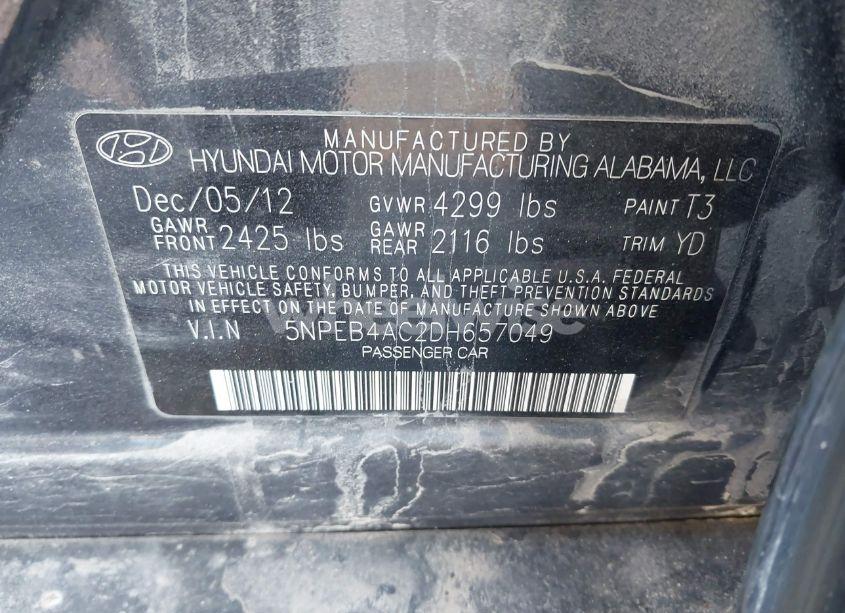 MANUFACTURED BY
HYUNDAI MOTOR MANUFACTURING ALABAMA, LLC
Dec/05/12 GVWR 4299 lbs PAINT T3
GAWR FRONT 2425 lbs GAWR REAR 2116 lbs TRIM YD
THIS VEHICLE CONFORMS TO ALL APPLICABLE U.S.A. FEDERAL
MOTOR VEHICLE SAFETY, BUMPER, AND THEFT PREVENTION STANDARDS
IN EFFECT ON THE DATE OF MANUFACTURE SHOWN ABOVE
V.I.N 5NPEB4AC2DH657049
PASSENGER CAR